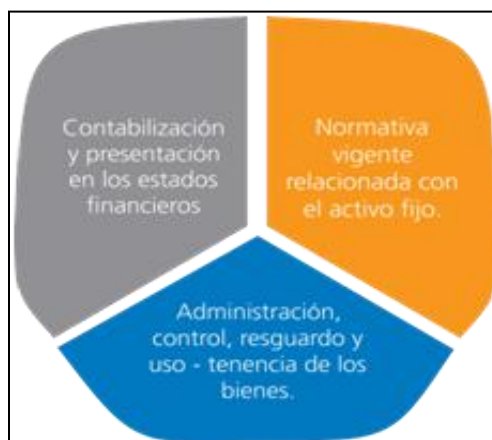 Contabilización
y presentación
en los estados
financieros
Normativa
vigente
relacionada con
el activo fijo.
Administración,
control, resguardo y
uso - tenencia de los
bienes.